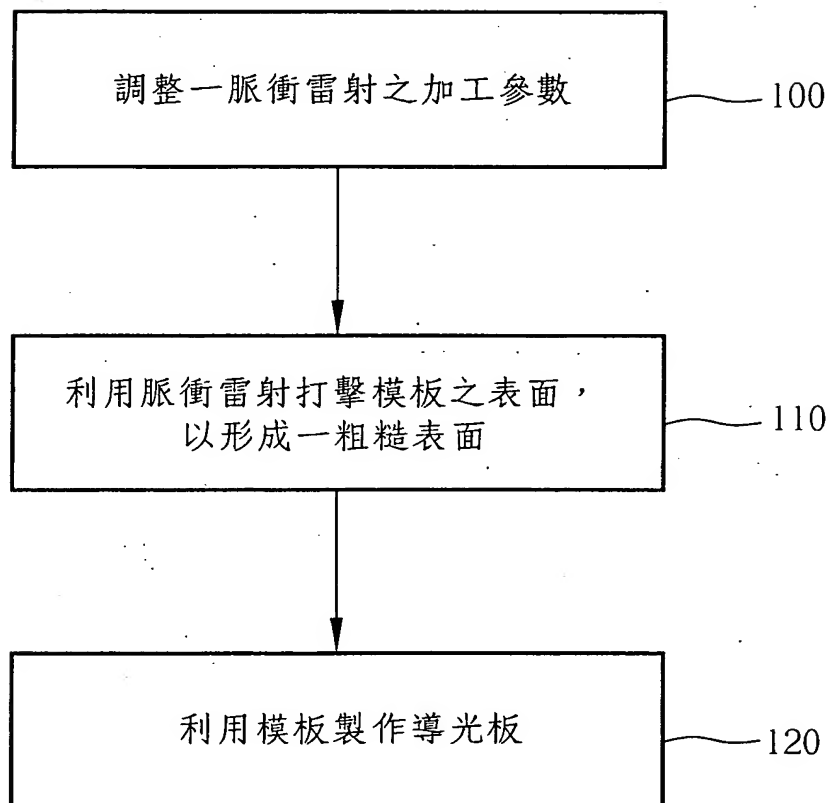 調整一脈衝雷射之加工參數
100
利用脈衝雷射打擊模板之表面，
以形成一粗糙表面
110
利用模板製作導光板
120